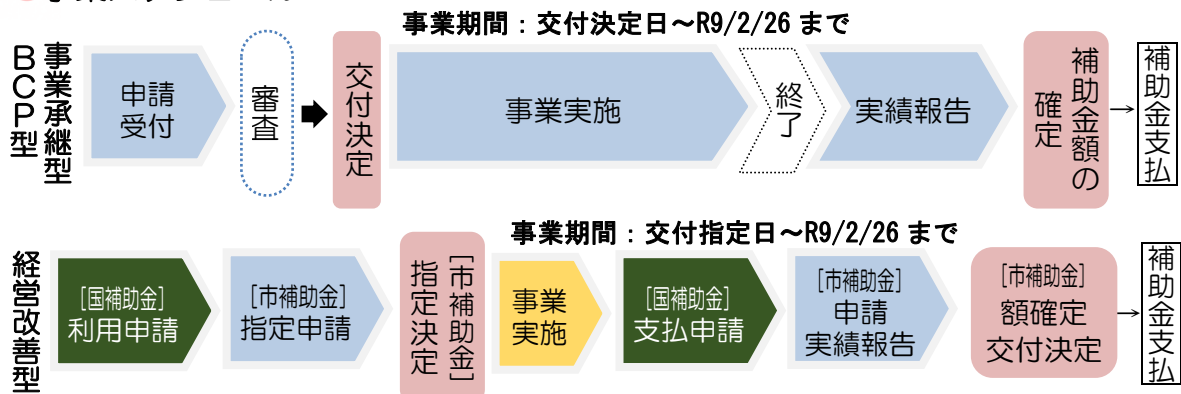 事業期間：交付決定日～R9/2/26 まで
事業承継型
BCP型
申請
受付
審査
交付決定
事業実施
終了
実績報告
補助金額の
確定
補助金支払
事業期間：交付指定日～R9/2/26 まで
経営改善型
[国補助金]
利用申請
[市補助金]
指定申請
[市補助金]
指定決定
事業
実施
[国補助金]
支払申請
[市補助金]
申請
実績報告
[市補助金]
額確定
交付決定
補助金支払